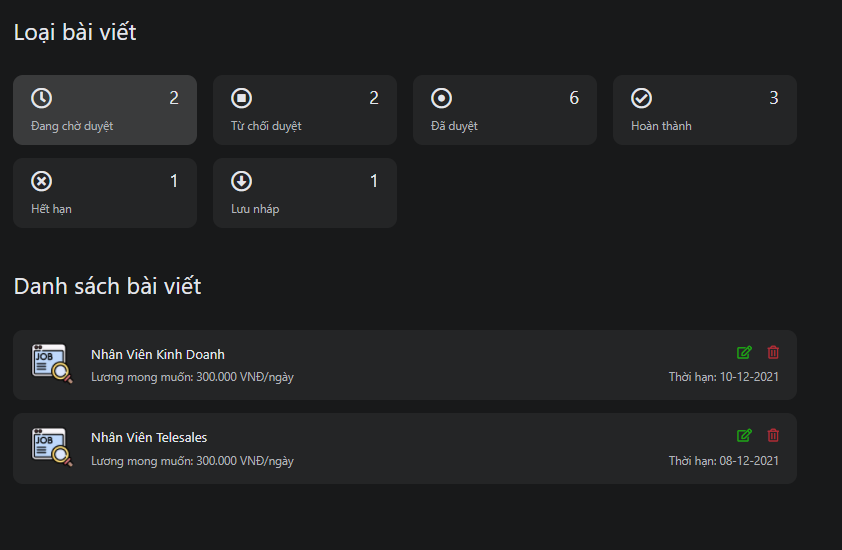 Loại bài viết
2
Đang chờ duyệt
2
Từ chối duyệt
6
Đã duyệt
3
Hoàn thành
1
Hết hạn
1
Lưu nháp
Danh sách bài viết
JOB
Nhân Viên Kinh Doanh
Lương mong muốn: 300.000 VNĐ/ngày
Thời hạn: 10-12-2021
JOB
Nhân Viên Telesales
Lương mong muốn: 300.000 VNĐ/ngày
Thời hạn: 08-12-2021